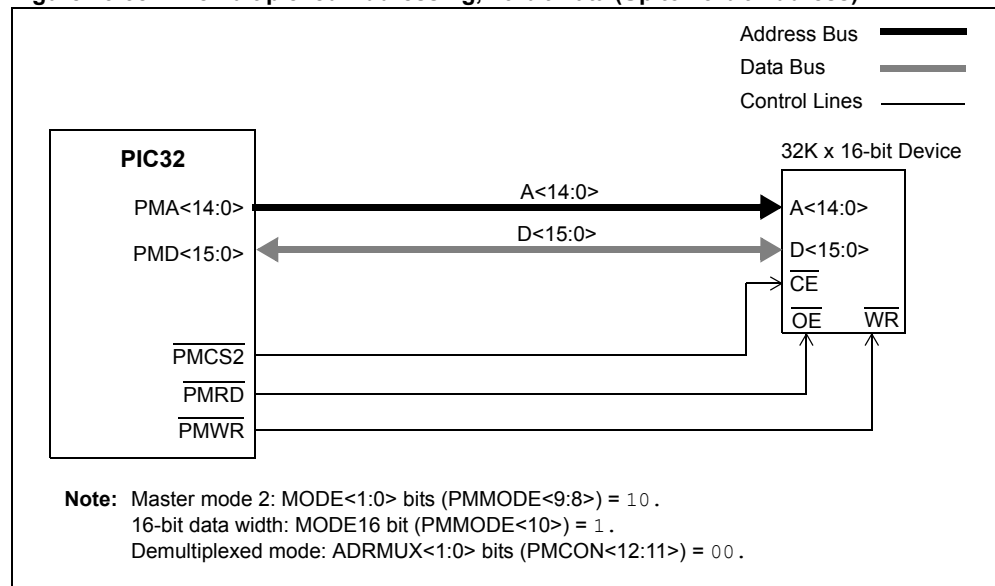 Address Bus
Data Bus
Control Lines
PIC32
32K x 16-bit Device
PMA<14:0>
A<14:0>
A<14:0>
PMD<15:0>
D<15:0>
D<15:0>
CE
OE WR
PMCS2
PMRD
PMWR
Note: Master mode 2: MODE<1:0> bits (PMMODE<9:8>) = 10.
16-bit data width: MODE16 bit (PMMODE<10>) = 1.
Demultiplexed mode: ADRMUX<1:0> bits (PMCON<12:11>) = 00.